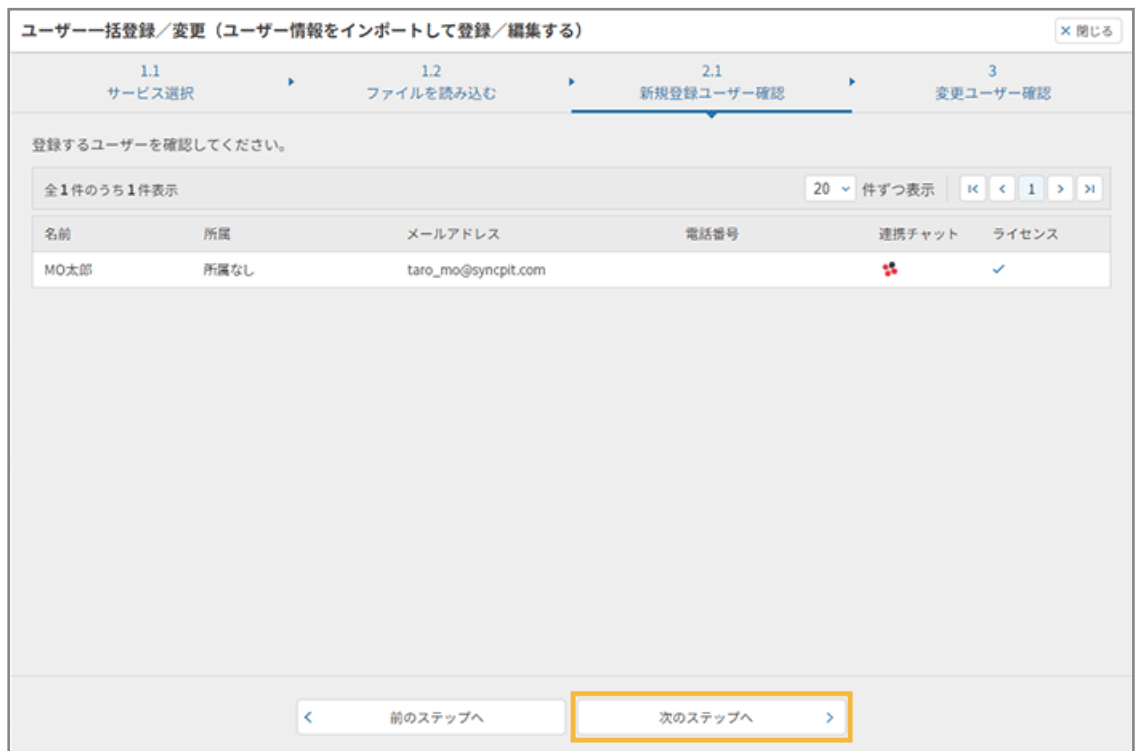 ユーザー一括登録／変更（ユーザー情報をインポートして登録／編集する）
× 閉じる
1.1
サービス選択
1.2
ファイルを読み込む
2.1
新規登録ユーザー確認
3
変更ユーザー確認
登録するユーザーを確認してください。
全1件のうち1件表示
20 件ずつ表示 1
名前 所属 メールアドレス 電話番号 連携チャット ライセンス
MO太郎 所属なし taro_mo@syncpit.com
前のステップへ
次のステップへ